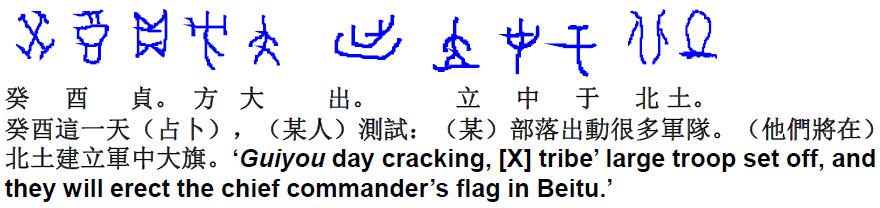 癸 酉 貞。 方 大 出。 立 中 于 北 土。
癸酉這一天（占卜），（某人）測試：（某）部落出動很多軍隊。（他們將在）
北土建立軍中大旗。‘Guiyou day cracking, [X] tribe’ large troop set off, and
they will erect the chief commander’s flag in Beitu.’